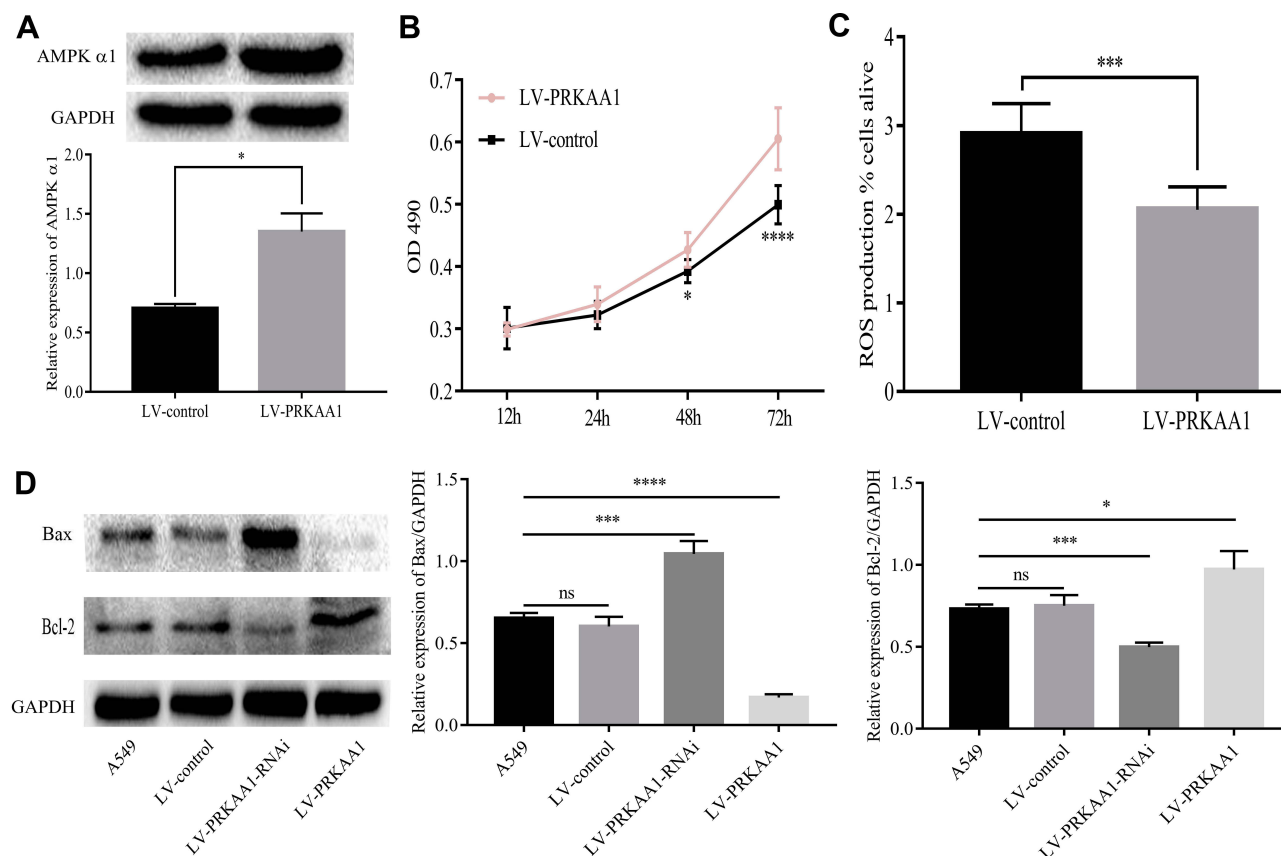 A
AMPK α1
GAPDH
Relative expression of AMPK α1
2.0
1.5
1.0
0.5
0.0
*
LV-control
LV-PRKAA1
B
OD 490
0.7
0.6
0.5
0.4
0.3
0.2
LV-PRKAA1
LV-control
*
****
12h
24h
48h
72h
C
ROS production % cells alive
4
3
2
1
0
***
LV-control
LV-PRKAA1
D
Bax
Bcl-2
GAPDH
A549
LV-control
LV-PRKAA1-RNAi
LV-PRKAA1
Relative expression of Bax/GAPDH
1.5
1.0
0.5
0.0
****
***
ns
A549
LV-control
LV-PRKAA1-RNAi
LV-PRKAA1
Relative expression of Bcl-2/GAPDH
1.5
1.0
0.5
0.0
*
***
ns
A549
LV-control
LV-PRKAA1-RNAi
LV-PRKAA1